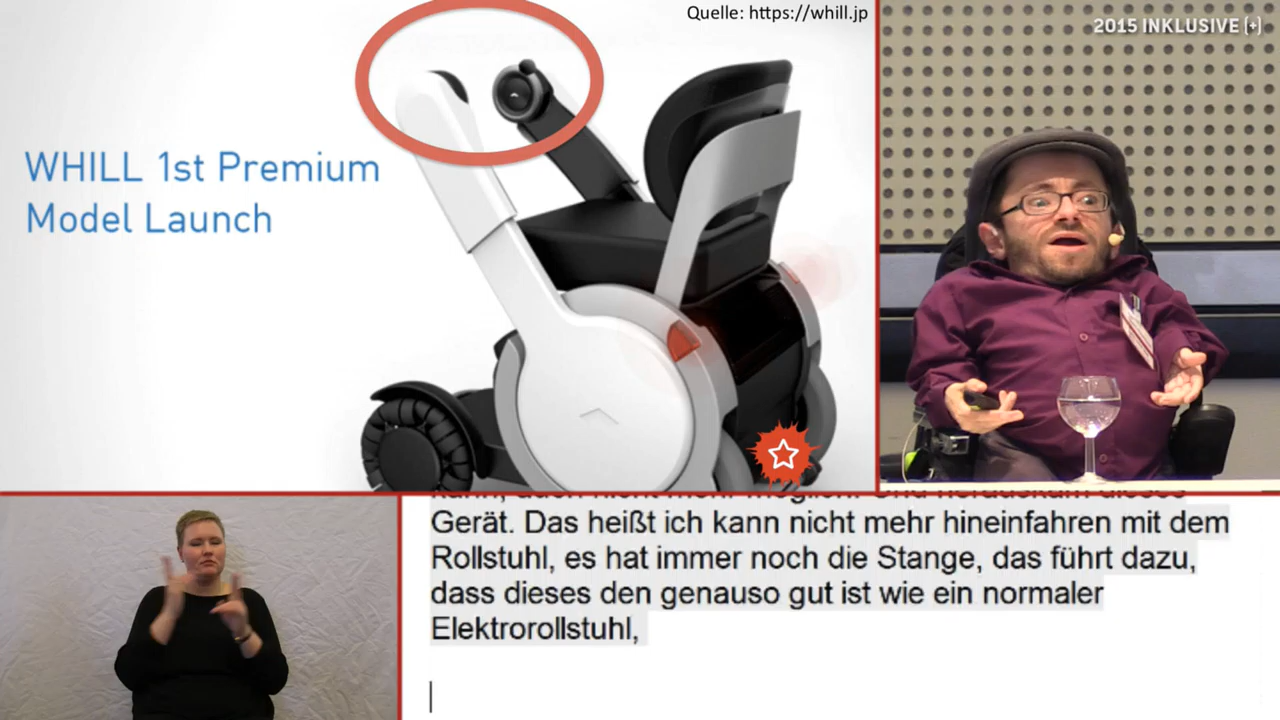 Quelle: https://whill.jp
2015 INKLUSIVE (+)
WHILL 1st Premium
Model Launch
Gerät. Das heißt ich kann nicht mehr hineinfahren mit dem
Rollstuhl, es hat immer noch die Stange, das führt dazu,
dass dieses den genauso gut ist wie ein normaler
Elektrorollstuhl,